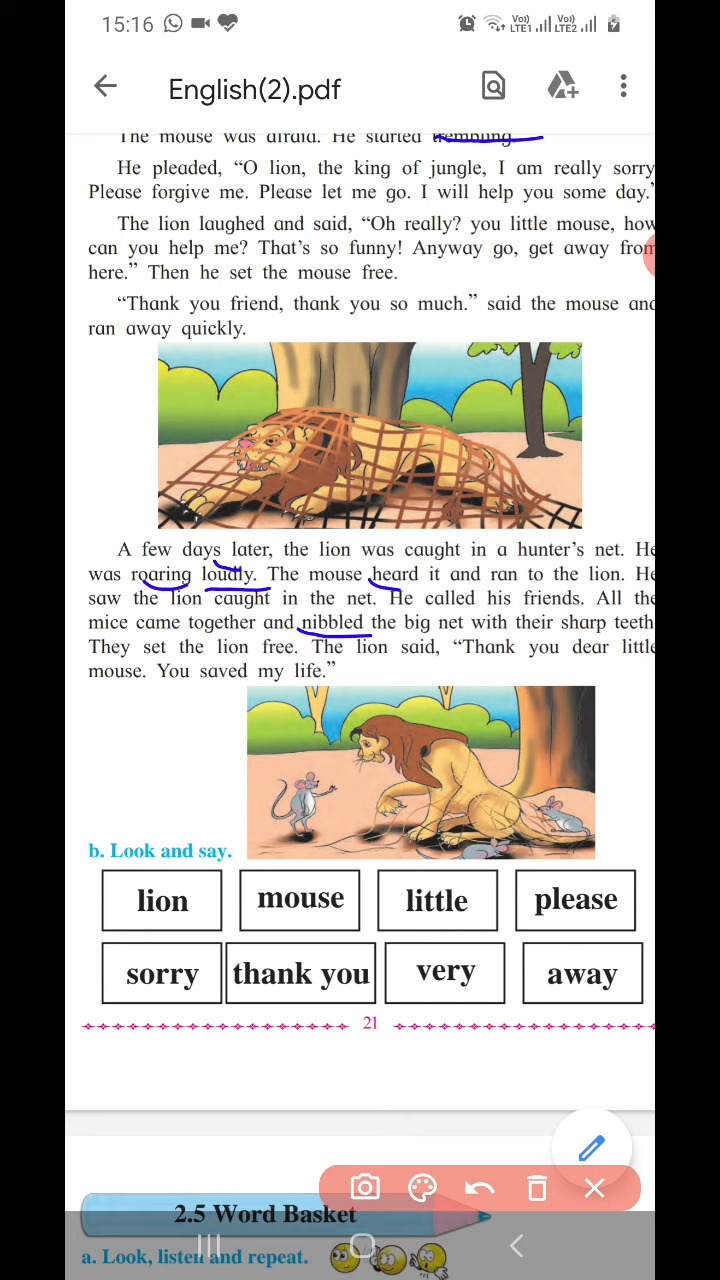 15:16 Vo) LTE1 Vo) LTE2
English(2).pdf
The mouse was afraid. He started trembling.
He pleaded, “O lion, the king of jungle, I am really sorry
Please forgive me. Please let me go. I will help you some day.”
The lion laughed and said, “Oh really? you little mouse, how
can you help me? That’s so funny! Anyway go, get away from
here.” Then he set the mouse free.
“Thank you friend, thank you so much.” said the mouse and
ran away quickly.
A few days later, the lion was caught in a hunter’s net. He
was roaring loudly. The mouse heard it and ran to the lion. He
saw the lion caught in the net. He called his friends. All the
mice came together and nibbled the big net with their sharp teeth
They set the lion free. The lion said, “Thank you dear little
mouse. You saved my life.”
b. Look and say.
lion mouse little please
sorry thank you very away
21
2.5 Word Basket
a. Look, listen and repeat.